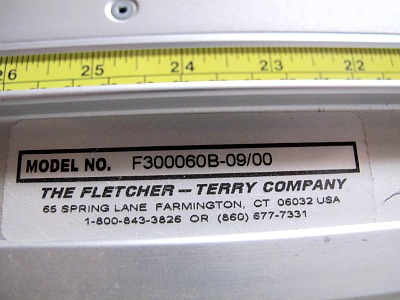 26 25 24 23 22
MODEL NO. F300060B-09/00
THE FLETCHER - TERRY COMPANY
65 SPRING LANE FARMINGTON, CT 06032 USA
1-800-843-3826 OR (860) 677-7331